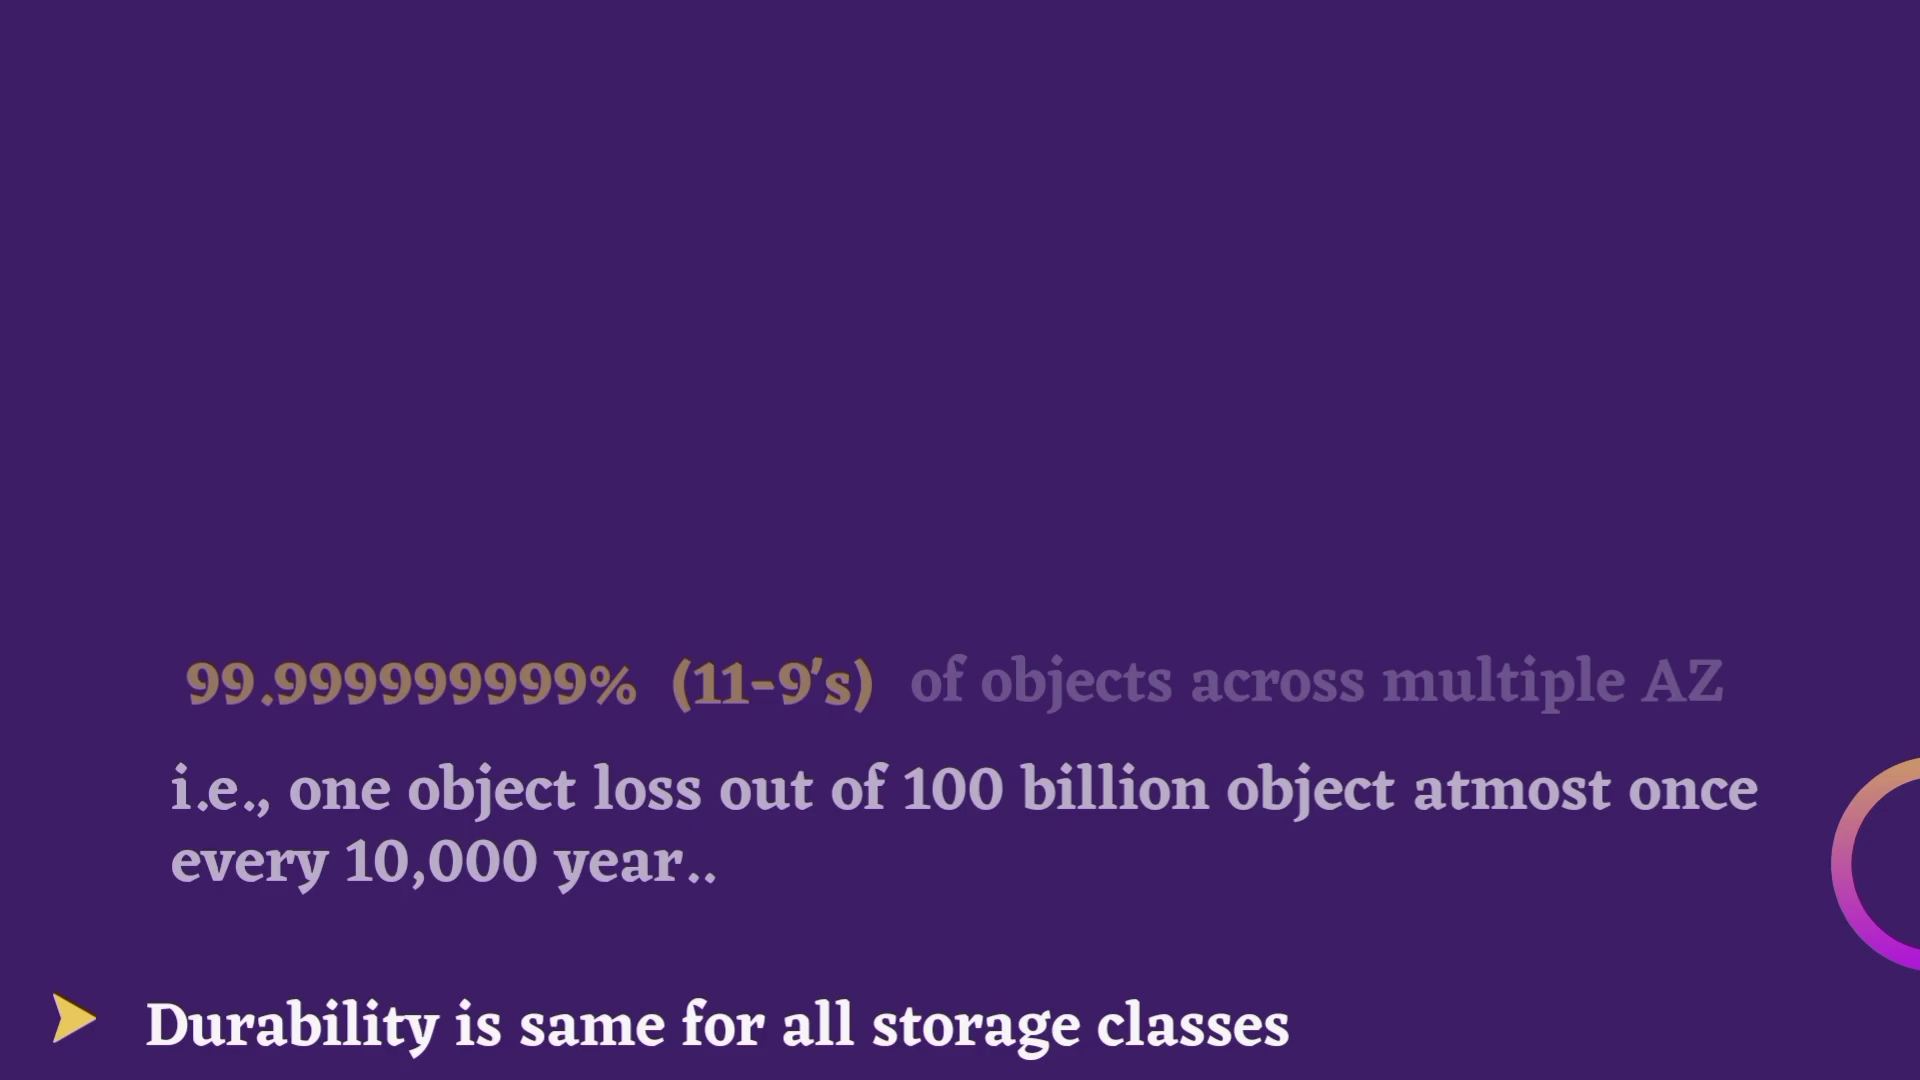 99.999999999% (11-9's) of objects across multiple AZ
i.e., one object loss out of 100 billion object atmost once
every 10,000 year..
Durability is same for all storage classes